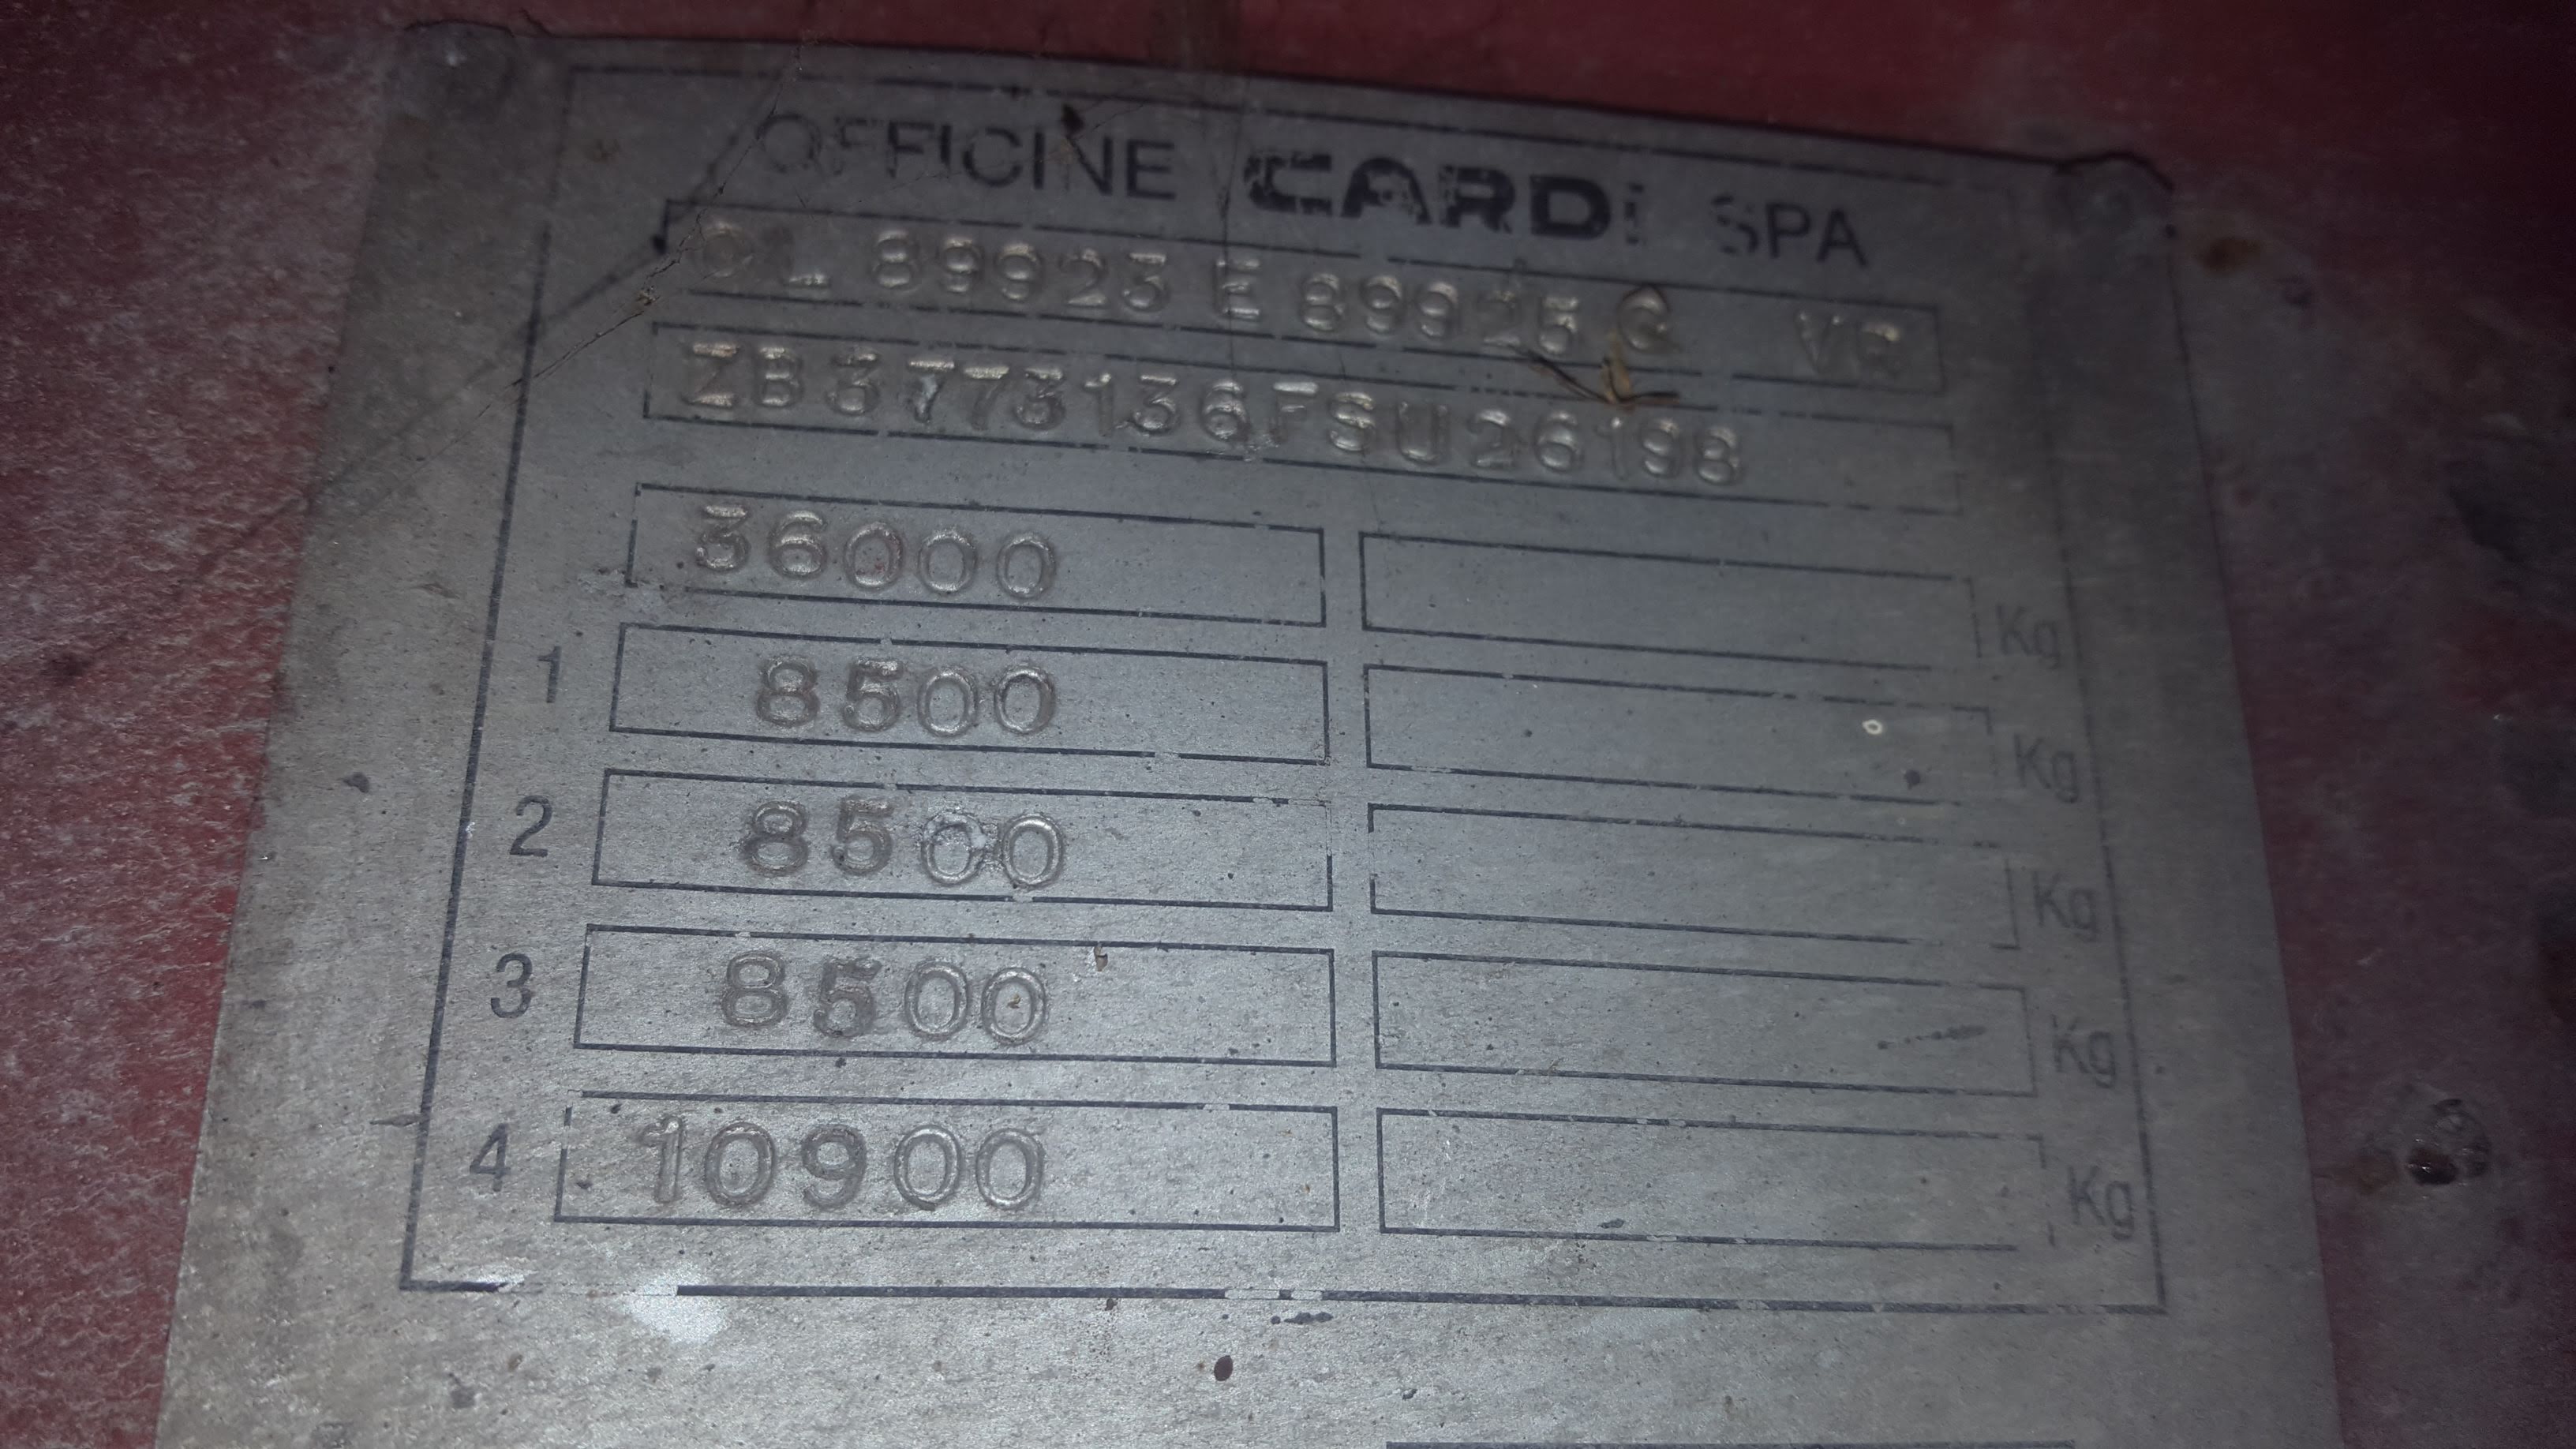 OFFICINE CARDI SPA
OL 89923 E 89925 G VR
ZB3773136FSU26198
36000 Kg
1 8500 Kg
2 8500 Kg
3 8500 Kg
4 10900 Kg